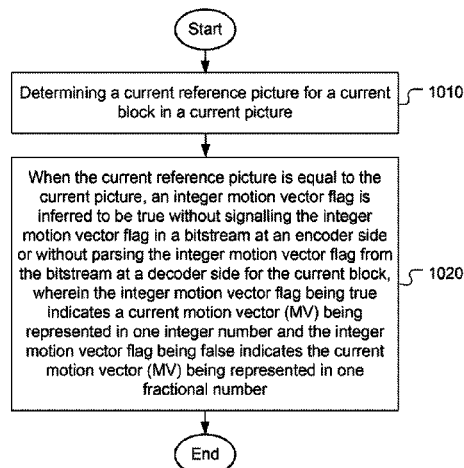 Start
Determining a current reference picture for a current
block in a current picture
1010
When the current reference picture is equal to the
current picture, an integer motion vector flag is
inferred to be true without signalling the integer
motion vector flag in a bitstream at an encoder side
or without parsing the integer motion vector flag from
the bitstream at a decoder side for the current block,
wherein the integer motion vector flag being true
indicates a current motion vector (MV) being
represented in one integer number and the integer
motion vector flag being false indicates the current
motion vector (MV) being represented in one
fractional number
1020
End